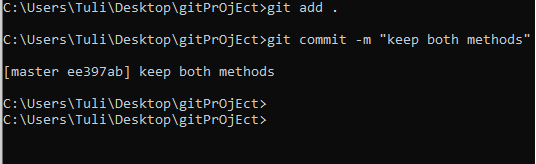 C:\Users\Tuli\Desktop\gitPrOjEct>git add .
C:\Users\Tuli\Desktop\gitPrOjEct>git commit -m "keep both methods"
[master ee397ab] keep both methods
C:\Users\Tuli\Desktop\gitPrOjEct>
C:\Users\Tuli\Desktop\gitPrOjEct>